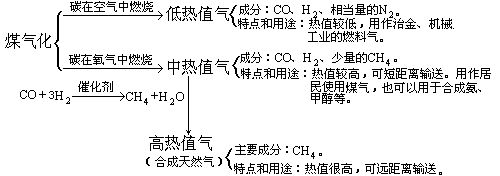 碳在空气中燃烧
低热值气
成分：CO、H₂、相当量的N₂。
特点和用途：热值较低，用作冶金、机械
工业的燃料气。
煤气化
碳在氧气中燃烧
中热值气
成分：CO、H₂、少量的CH₄。
特点和用途：热值较高，可短距离输送。用作居
民使用煤气，也可以用于合成氨、
甲醇等。
CO+3H₂ 催化剂 CH₄+H₂O
高热值气
（合成天然气）
主要成分：CH₄。
特点和用途：热值很高，可远距离输送。